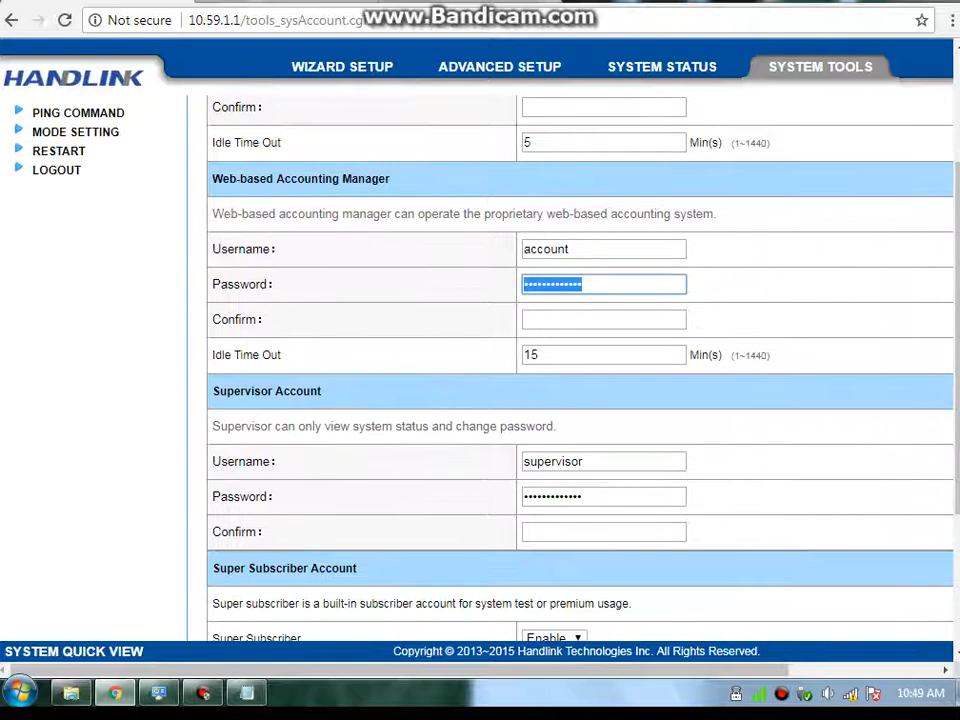 Not secure
10.59.1.1/tools_sysAccount.cg
www.Bandicam.com
HANDLINK
WIZARD SETUP
ADVANCED SETUP
SYSTEM STATUS
SYSTEM TOOLS
PING COMMAND
MODE SETTING
RESTART
LOGOUT
Confirm :
Idle Time Out 5 Min(s) (1~1440)
Web-based Accounting Manager
Web-based accounting manager can operate the proprietary web-based accounting system.
Username : account
Password : •••••••••••••
Confirm :
Idle Time Out 15 Min(s) (1~1440)
Supervisor Account
Supervisor can only view system status and change password.
Username : supervisor
Password : •••••••••••••
Confirm :
Super Subscriber Account
Super subscriber is a built-in subscriber account for system test or premium usage.
Super Subscriber Enable
SYSTEM QUICK VIEW
Copyright © 2013~2015 Handlink Technologies Inc. All Rights Reserved.
10:49 AM